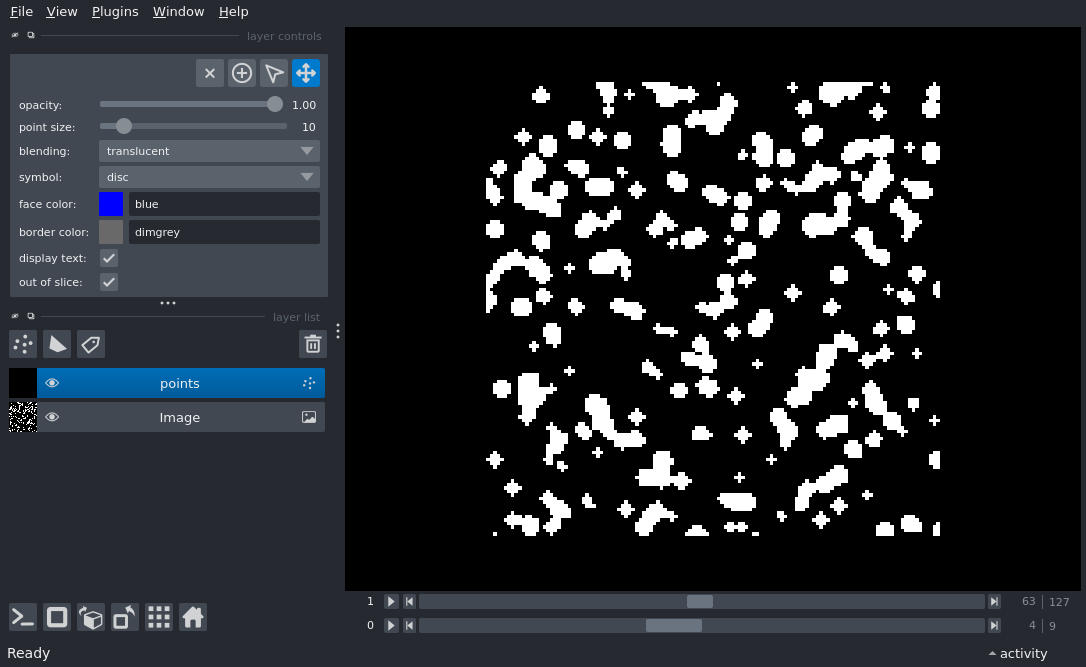 File View Plugins Window Help
layer controls
opacity: 1.00
point size: 10
blending: translucent
symbol: disc
face color: blue
border color: dimgrey
display text:
out of slice:
layer list
points
Image
1 63 127
0 4 9
Ready activity